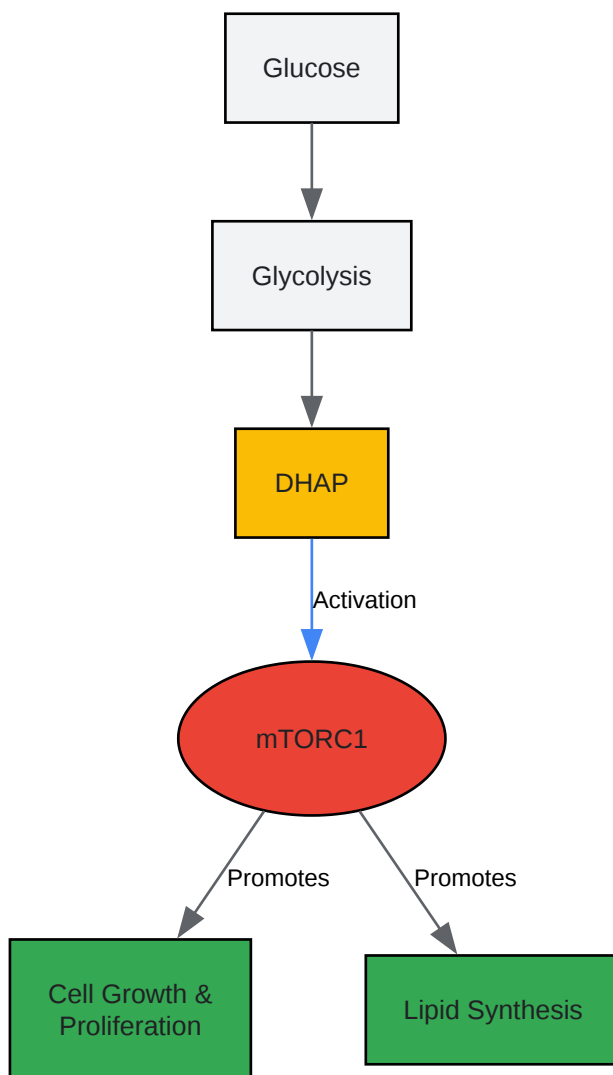 Glucose
Glycolysis
DHAP
Activation
mTORC1
Promotes
Promotes
Cell Growth &
Proliferation
Lipid Synthesis